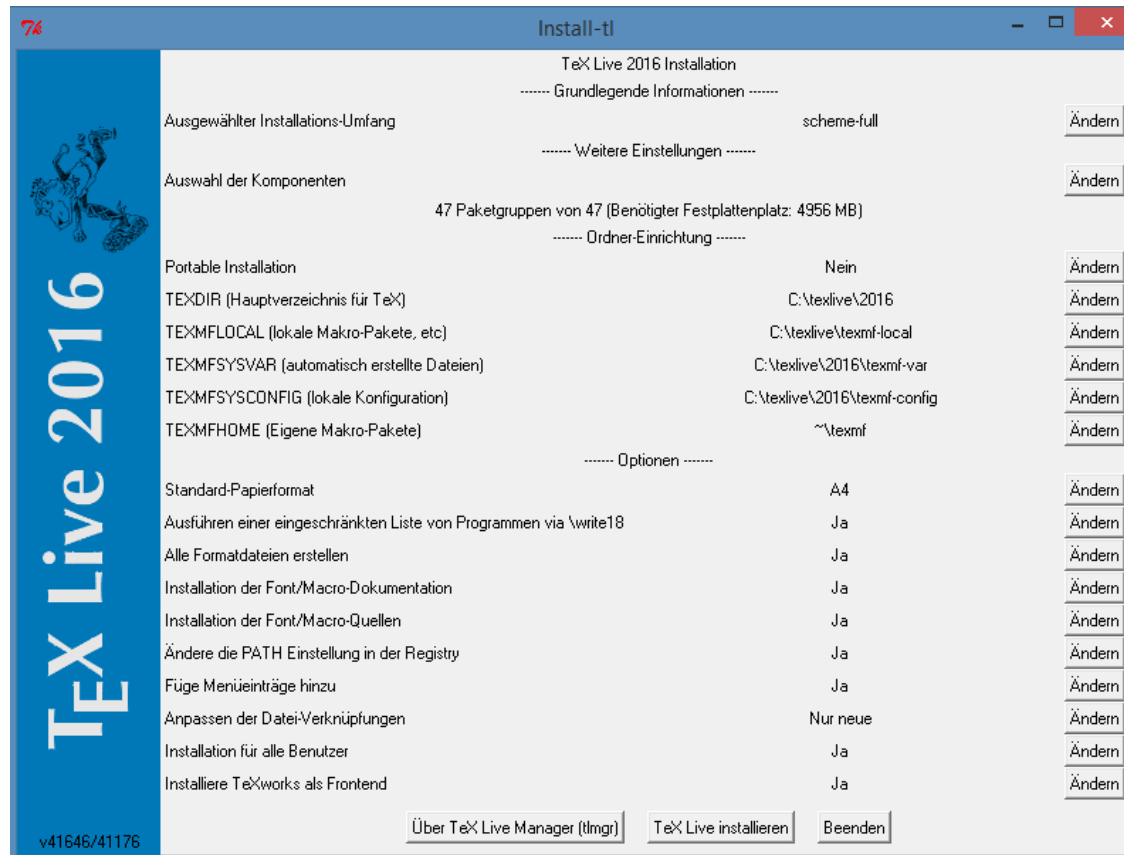 Install-tl
TeX Live 2016 Installation
------- Grundlegende Informationen -------
Ausgewählter Installations-Umfang scheme-full Ändern
------- Weitere Einstellungen -------
Auswahl der Komponenten Ändern
47 Paketgruppen von 47 (Benötigter Festplattenplatz: 4956 MB)
------- Ordner-Einrichtung -------
Portable Installation Nein Ändern
TEXDIR (Hauptverzeichnis für TeX) C:\texlive\2016 Ändern
TEXMFLOCAL (lokale Makro-Pakete, etc) C:\texlive\texmf-local Ändern
TEXMFSYSVAR (automatisch erstellte Dateien) C:\texlive\2016\texmf-var Ändern
TEXMFSYSCONFIG (lokale Konfiguration) C:\texlive\2016\texmf-config Ändern
TEXMFHOME (Eigene Makro-Pakete) ~\texmf Ändern
------- Optionen -------
Standard-Papierformat A4 Ändern
Ausführen einer eingeschränkten Liste von Programmen via \write18 Ja Ändern
Alle Formatdateien erstellen Ja Ändern
Installation der Font/Macro-Dokumentation Ja Ändern
Installation der Font/Macro-Quellen Ja Ändern
Ändere die PATH Einstellung in der Registry Ja Ändern
Füge Menüeinträge hinzu Ja Ändern
Anpassen der Datei-Verknüpfungen Nur neue Ändern
Installation für alle Benutzer Ja Ändern
Installiere TeXworks als Frontend Ja Ändern
Über TeX Live Manager (tlmgr) TeX Live installieren Beenden
TEX Live 2016
v41646/41176